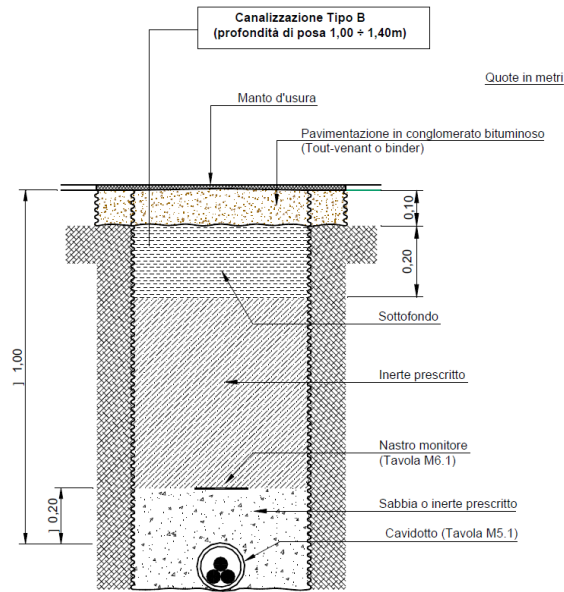 Canalizzazione Tipo B
(profondità di posa 1,00 ÷ 1,40m)
Quote in metri
Manto d'usura
Pavimentazione in conglomerato bituminoso
(Tout-venant o binder)
0,10
0,20
Sottofondo
] 1,00
Inerte prescritto
Nastro monitore
(Tavola M6.1)
] 0,20
Sabbia o inerte prescritto
Cavidotto (Tavola M5.1)